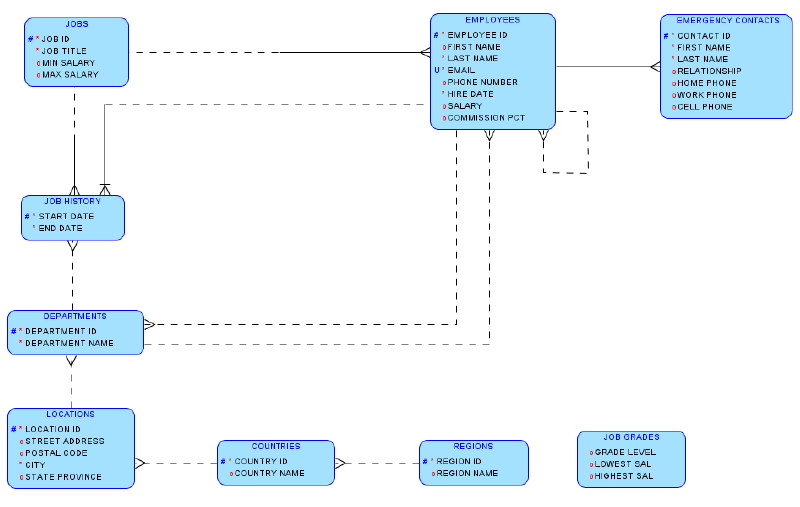 JOBS
# * JOB ID
* JOB TITLE
o MIN SALARY
o MAX SALARY
EMPLOYEES
# * EMPLOYEE ID
o FIRST NAME
* LAST NAME
U * EMAIL
o PHONE NUMBER
* HIRE DATE
o SALARY
o COMMISSION PCT
EMERGENCY CONTACTS
# * CONTACT ID
* FIRST NAME
* LAST NAME
o RELATIONSHIP
o HOME PHONE
o WORK PHONE
o CELL PHONE
JOB HISTORY
# * START DATE
* END DATE
DEPARTMENTS
# * DEPARTMENT ID
* DEPARTMENT NAME
LOCATIONS
# * LOCATION ID
o STREET ADDRESS
o POSTAL CODE
* CITY
o STATE PROVINCE
COUNTRIES
# * COUNTRY ID
o COUNTRY NAME
REGIONS
# * REGION ID
o REGION NAME
JOB GRADES
o GRADE LEVEL
o LOWEST SAL
o HIGHEST SAL